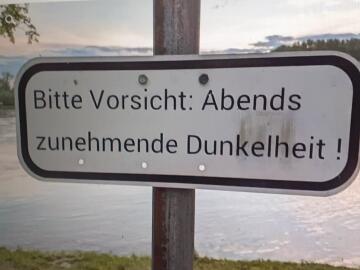 Bitte Vorsicht: Abends
zunehmende Dunkelheit !